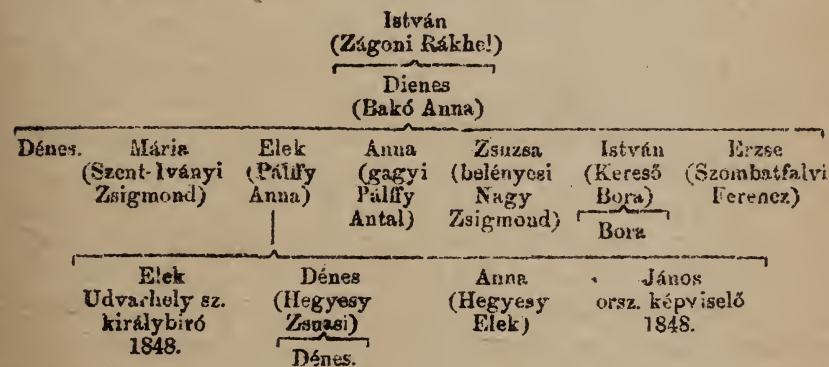 István
(Zágoni Rákhel)
Dienes
(Bakó Anna)
Dénes. Mária Elek Anna Zsuzsa István Erzse
(Szent-Iványi (Pálffy (gagyi (belényesi (Kereső (Szombatfalvi
Zsigmond) Anna) Pálffy Nagy Bora) Ferencz)
Antal) Zsigmond) Bora
Elek Dénes Anna János
Udvarhely sz. (Hegyesy (Hegyesy orsz. képviselő
királybiró Zsuzsi) Elek) 1848.
1848. Dénes.